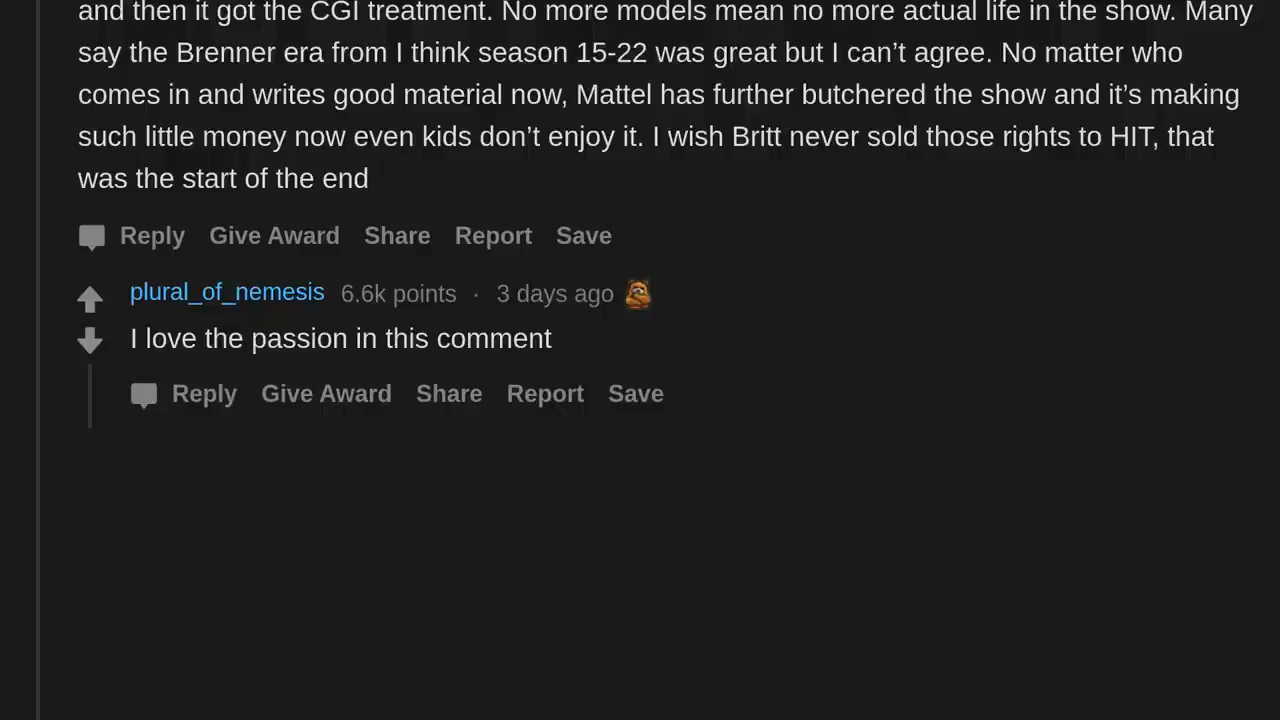 and then it got the CGI treatment. No more models mean no more actual life in the show. Many
say the Brenner era from I think season 15-22 was great but I can’t agree. No matter who
comes in and writes good material now, Mattel has further butchered the show and it’s making
such little money now even kids don’t enjoy it. I wish Britt never sold those rights to HIT, that
was the start of the end
Reply Give Award Share Report Save
plural_of_nemesis 6.6k points · 3 days ago
I love the passion in this comment
Reply Give Award Share Report Save